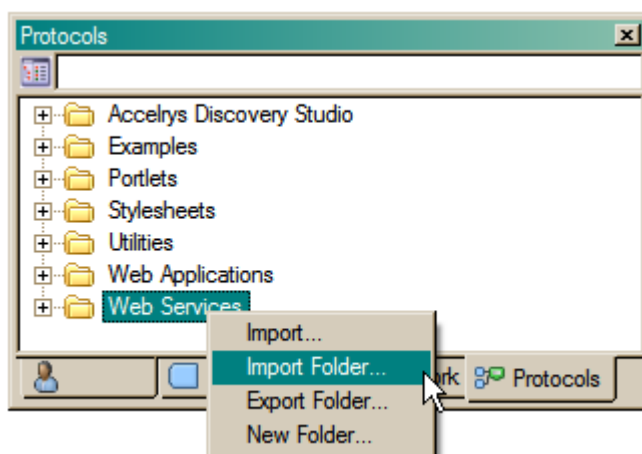 Protocols
Accelrys Discovery Studio
Examples
Portlets
Stylesheets
Utilities
Web Applications
Web Services
Import...
Import Folder...
Export Folder...
New Folder...
Protocols